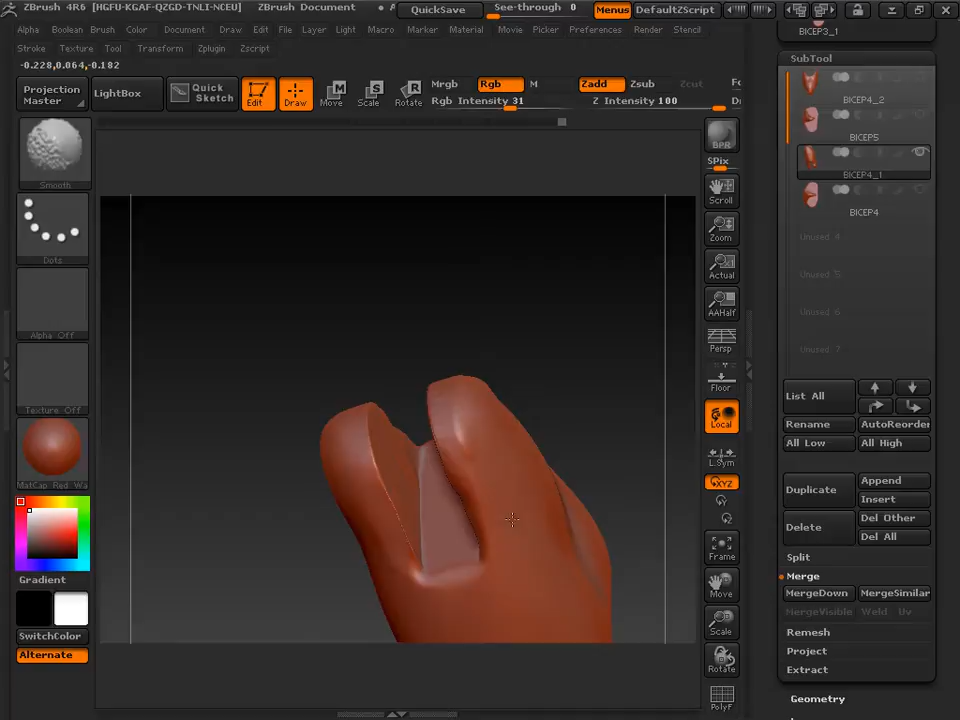 ZBrush 4R6 [HGFU-KGAF-QZGD-TNLI-NCEU] ZBrush Document • A QuickSave See-through 0 Menus DefaultZScript
Alpha Boolean Brush Color Document Draw Edit File Layer Light Macro Marker Material Movie Picker Preferences Render Stencil
Stroke Texture Tool Transform Zplugin Zscript
-0.228,0.064,-0.182
Projection Master
LightBox
Quick Sketch
Edit
Draw
Move
Scale
Rotate
Mrgb Rgb M Zadd Zsub Zcut Fo
Rgb Intensity 31 Z Intensity 100 Dr
Smooth
Dots
Alpha Off
Texture Off
MatCap Red Wa
Gradient
SwitchColor
Alternate
BPR
SPix
Scroll
Zoom
Actual
AAHalf
Persp
Floor
Local
L.Sym
XYZ
Frame
Move
Scale
Rotate
PolyF
BICEP3_1
SubTool
BICEP4_2
BICEP5
BICEP4_1
BICEP4
Unused 4
Unused 5
Unused 6
Unused 7
List All
Rename AutoReorder
All Low All High
Duplicate Append
Insert
Delete Del Other
Del All
Split
Merge
MergeDown MergeSimilar
MergeVisible Weld Uv
Remesh
Project
Extract
Geometry